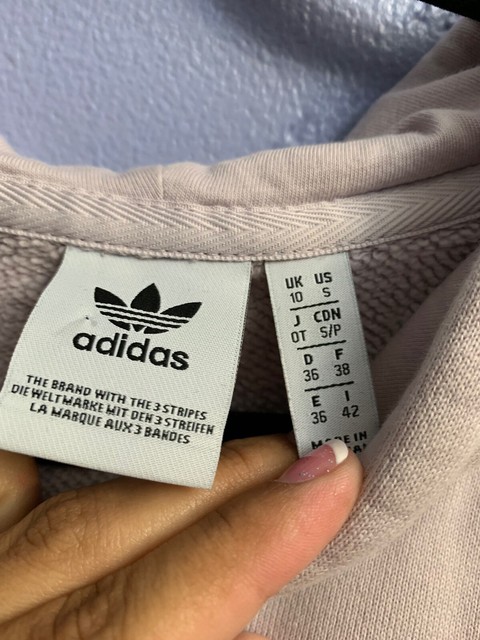 adidas
THE BRAND WITH THE 3 STRIPES
DIE WELTMARKE MIT DEN 3 STREIFEN
LA MARQUE AUX 3 BANDES
UK US
10 S
J CDN
OT S/P
D F
36 38
E I
36 42
MADE IN